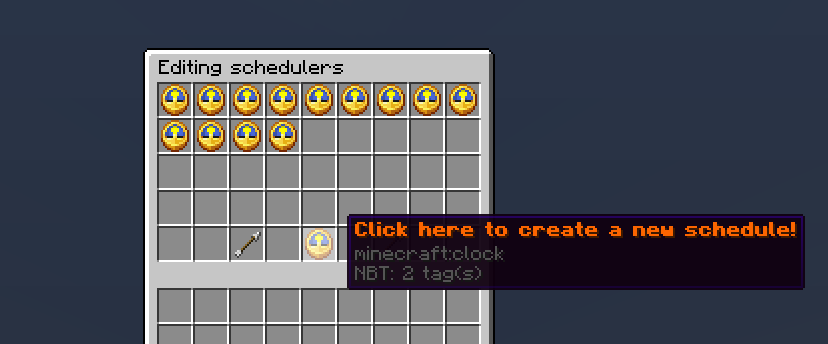 Editing schedulers
Click here to create a new schedule!
minecraft:clock
NBT: 2 tag(s)